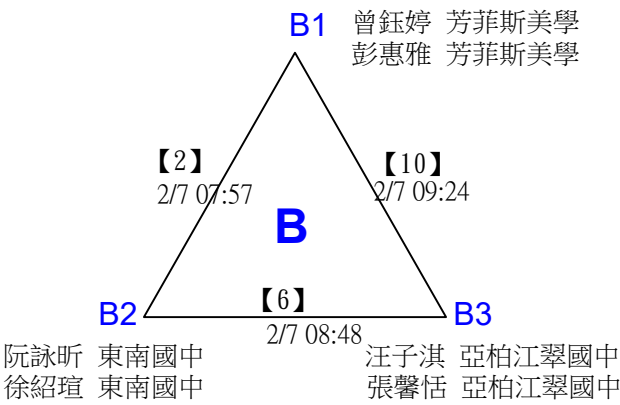 B1 曾鈺婷 芳菲斯美學
彭惠雅 芳菲斯美學
【2】
2/7 07:57
【10】
2/7 09:24
B
【6】
2/7 08:48
B2
B3
阮詠昕 東南國中
徐紹瑄 東南國中
汪子淇 亞柏江翠國中
張馨恬 亞柏江翠國中